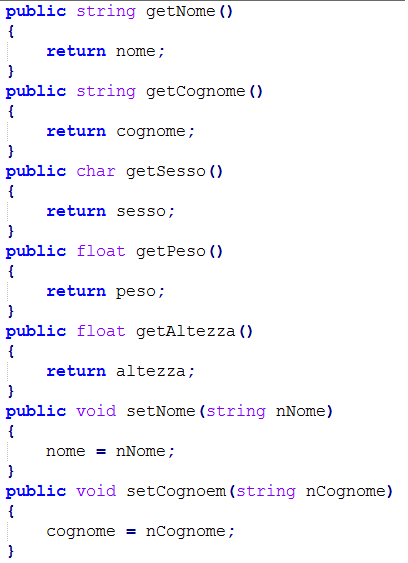 public string getNome()
{
return nome;
}
public string getCognome()
{
return cognome;
}
public char getSesso()
{
return sesso;
}
public float getPeso()
{
return peso;
}
public float getAltezza()
{
return altezza;
}
public void setNome(string nNome)
{
nome = nNome;
}
public void setCognoem(string nCognome)
{
cognome = nCognome;
}